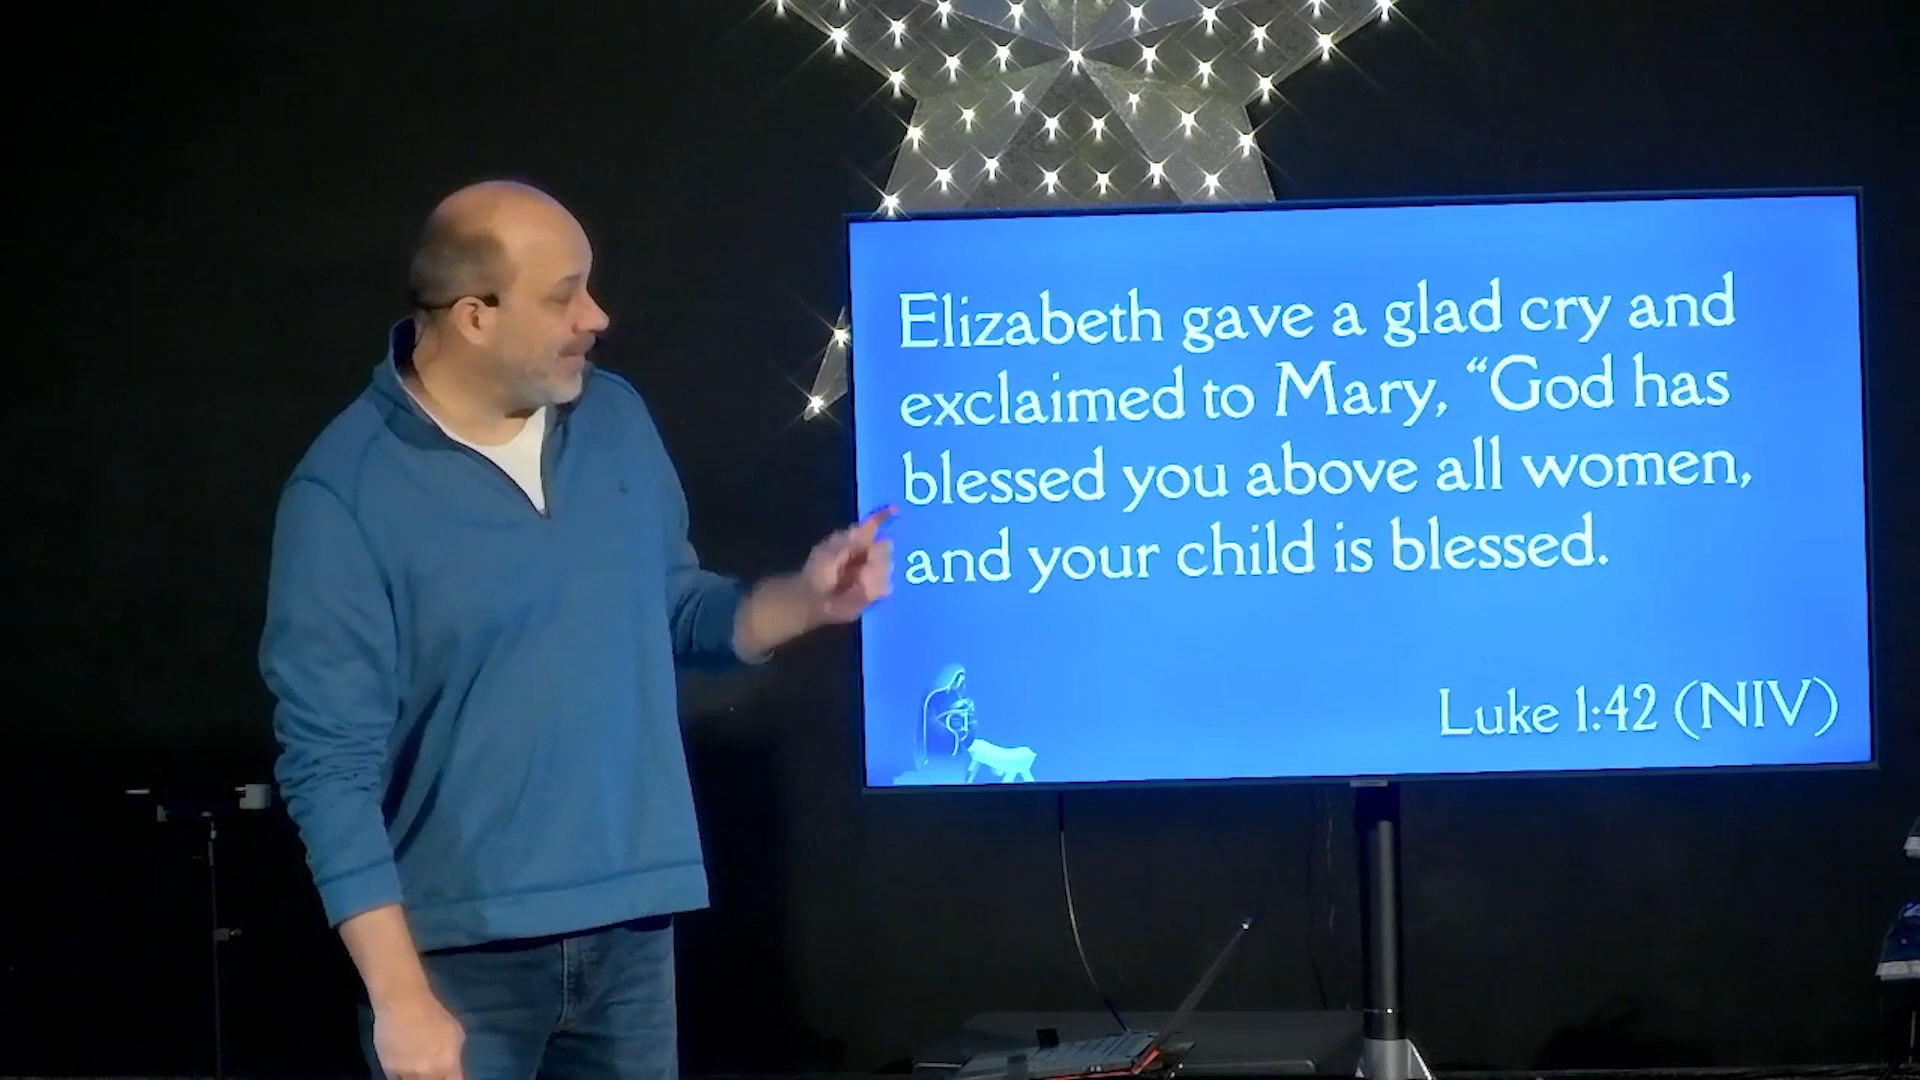 Elizabeth gave a glad cry and
exclaimed to Mary, “God has
blessed you above all women,
and your child is blessed.
Luke 1:42 (NIV)